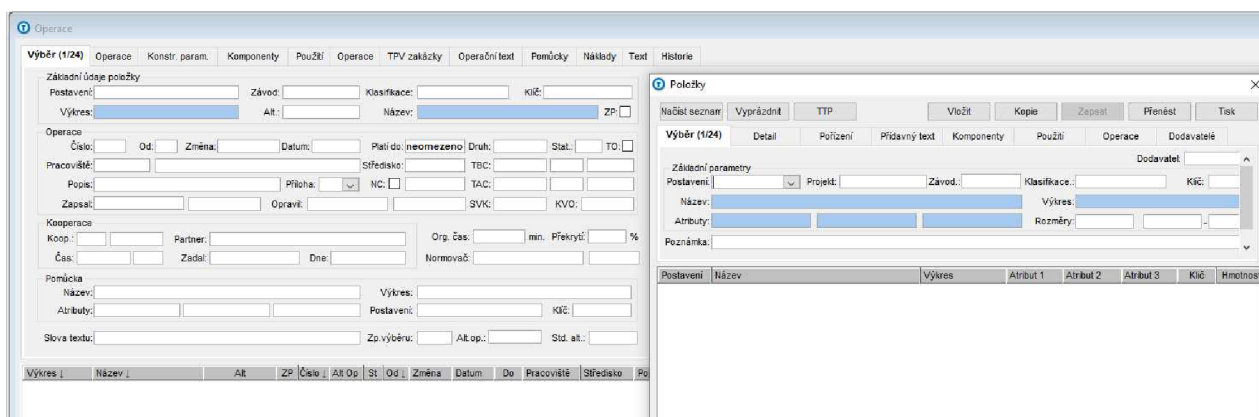 Operace
Výběr (1/24) Operace Konstr. param. Komponenty Použití Operace TPV zakázky Operační text Pomůcky Náklady Text Historie
Základní údaje položky
Postavení: Závod: Klasifikace: Klíč:
Výkres: Alt.: Název: ZP:
Operace
Číslo: Od: Změna: Datum: Platí do: neomezeno Druh: Stat.: TO:
Pracoviště: Středisko: TBC:
Popis: Příloha: NC: TAC:
Zapsal: Opravil: SVK: KVO:
Kooperace
Koop.: Partner: Org. čas: min. Překrytí: %
Čas: Zadal: Dne: Normovač:
Pomůcka
Název: Výkres:
Atributy: Postavení: Klíč:
Slova textu: Zp.výběru: Alt.op.: Std. alt.:
Výkres ↓ Název ↓ Alt ZP Číslo ↓ Alt Op St Od ↓ Změna Datum Do Pracoviště Středisko Po
Položky
Načíst seznam Vyprázdnit TTP Vložit Kopie Zapsat Přenést Tisk
Výběr (1/24) Detail Pořízení Přídavný text Komponenty Použití Operace Dodavatelé
Dodavatel:
Základní parametry
Postavení: Projekt: Závod.: Klasifikace.: Klíč:
Název: Výkres:
Atributy: Rozměry: -
Poznámka:
Postavení Název Výkres Atribut 1 Atribut 2 Atribut 3 Klíč Hmotnost